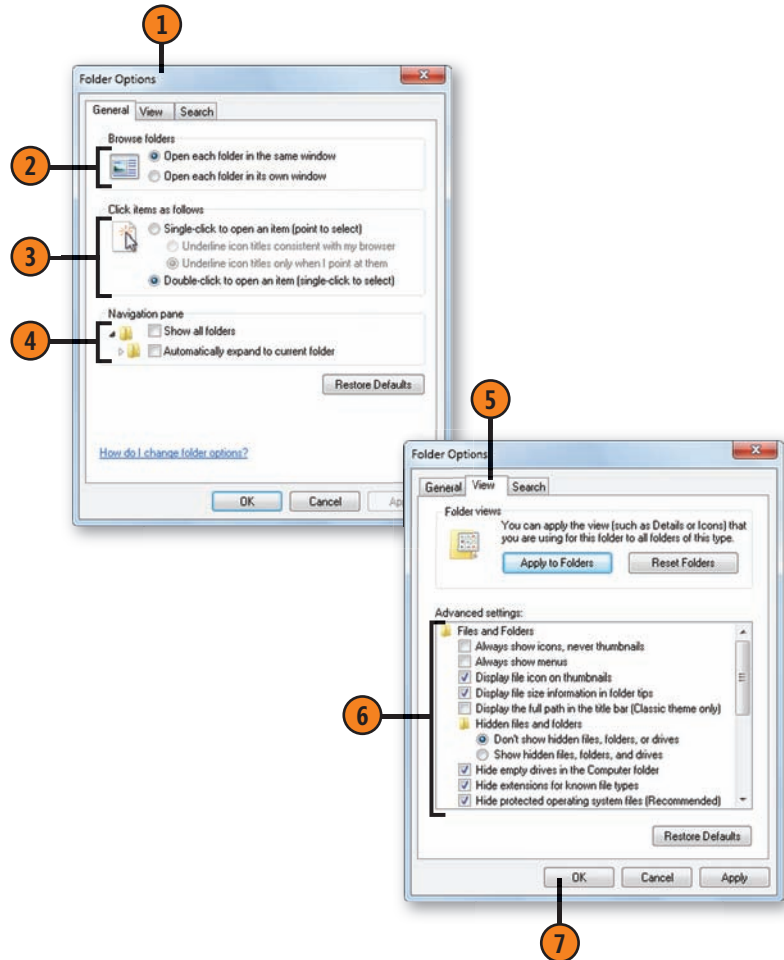 1
Folder Options
General View Search
Browse folders
2
Open each folder in the same window
Open each folder in its own window
Click items as follows
3
Single-click to open an item (point to select)
Underline icon titles consistent with my browser
Underline icon titles only when I point at them
Double-click to open an item (single-click to select)
Navigation pane
4
Show all folders
Automatically expand to current folder
Restore Defaults
How do I change folder options?
OK Cancel Ap
5
Folder Options
General View Search
Folder views
You can apply the view (such as Details or Icons) that
you are using for this folder to all folders of this type.
Apply to Folders Reset Folders
Advanced settings:
6
Files and Folders
Always show icons, never thumbnails
Always show menus
Display file icon on thumbnails
Display file size information in folder tips
Display the full path in the title bar (Classic theme only)
Hidden files and folders
Don't show hidden files, folders, or drives
Show hidden files, folders, and drives
Hide empty drives in the Computer folder
Hide extensions for known file types
Hide protected operating system files (Recommended)
Restore Defaults
OK Cancel Apply
7